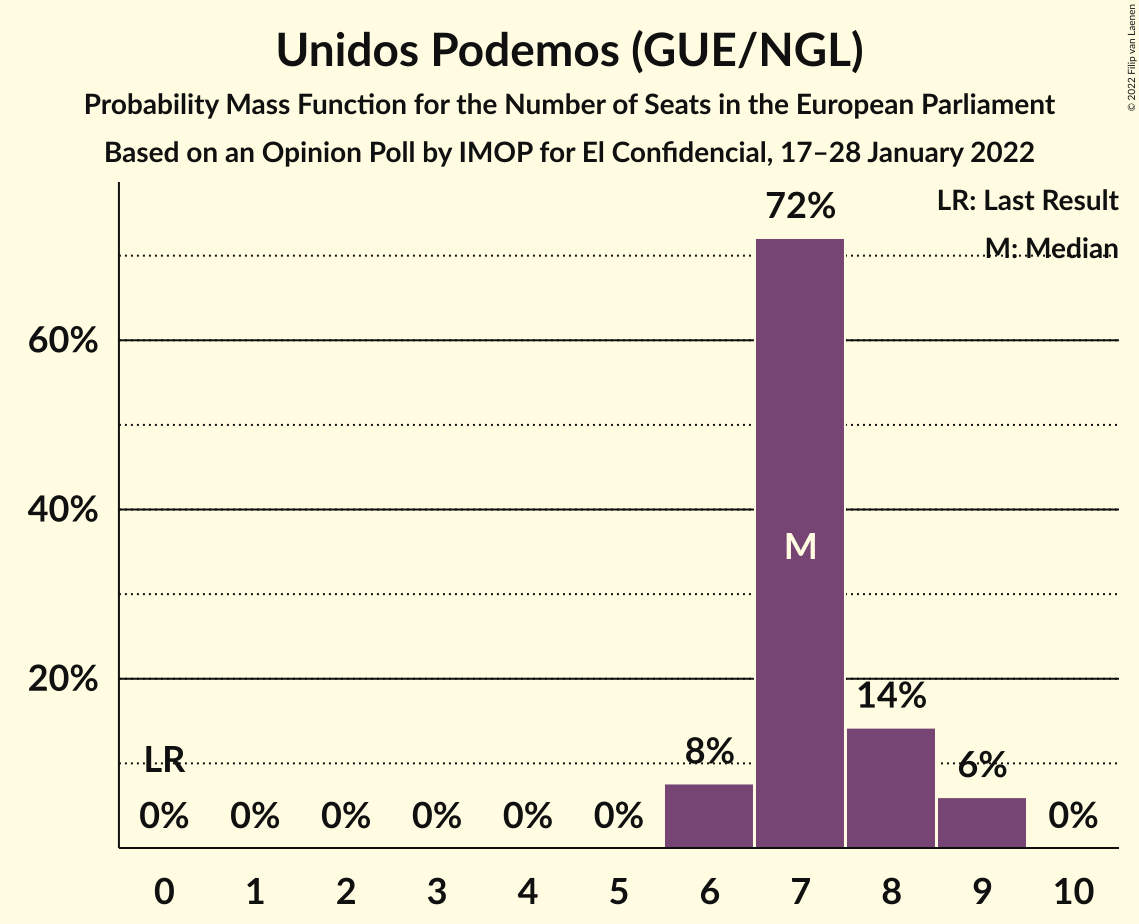 Unidos Podemos (GUE/NGL)
Probability Mass Function for the Number of Seats in the European Parliament
Based on an Opinion Poll by IMOP for El Confidencial, 17–28 January 2022
© 2022 Filip van Laenen
LR: Last Result
M: Median
72%
60%
40%
M
20%
14%
8%
6%
LR
0%
0%
0%
0%
0%
0%
0%
0 1 2 3 4 5 6 7 8 9 10